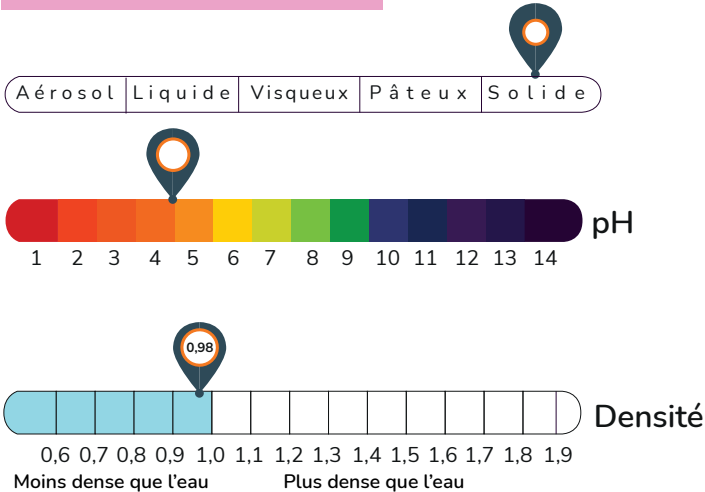 Aérosol Liquide Visqueux Pâteux Solide
pH
1 2 3 4 5 6 7 8 9 10 11 12 13 14
0,98
Densité
0,6 0,7 0,8 0,9 1,0 1,1 1,2 1,3 1,4 1,5 1,6 1,7 1,8 1,9
Moins dense que l’eau Plus dense que l’eau